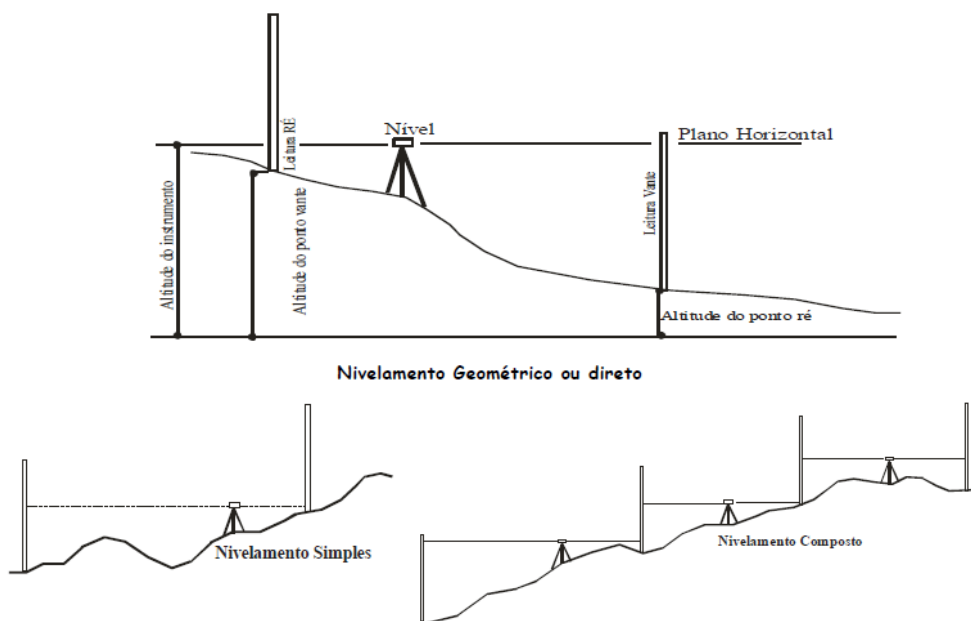 Nível
Plano Horizontal
Leitura RÉ
Leitura Vante
Altitude do instrumento
Altitude do ponto vante
Altitude do ponto ré
Nivelamento Geométrico ou direto
Nivelamento Simples
Nivelamento Composto